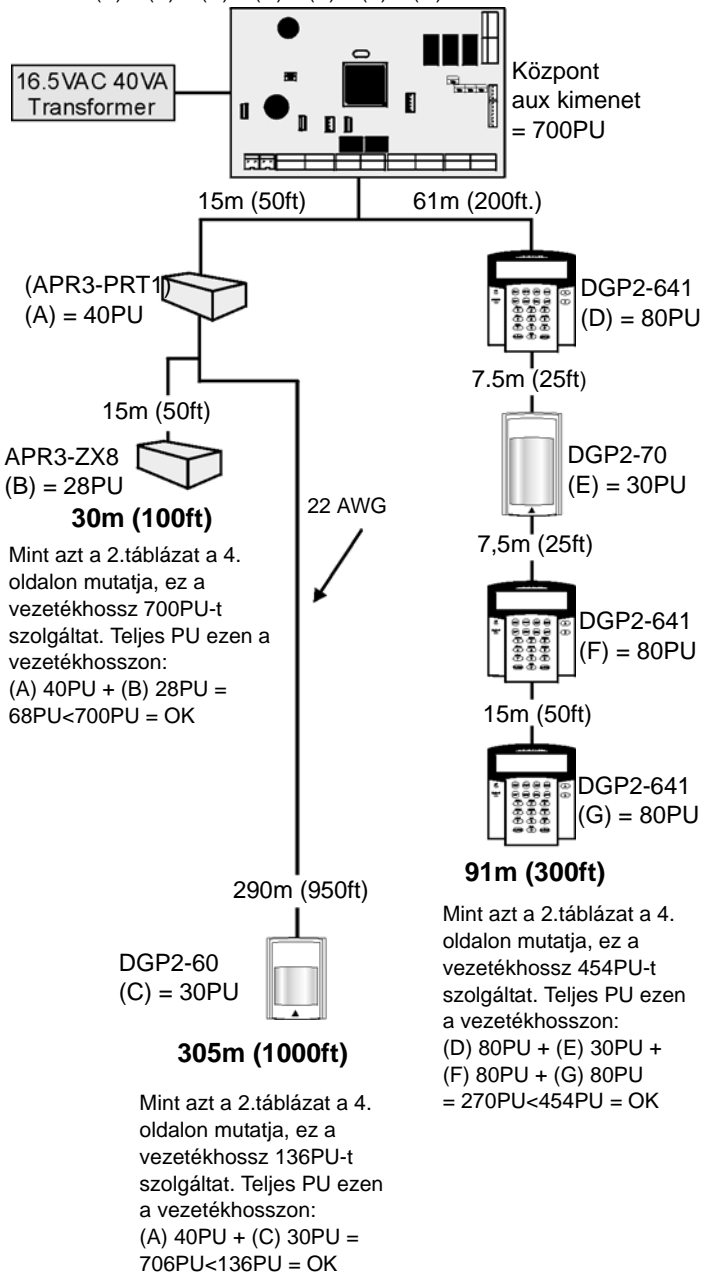 16.5VAC 40VA
Transformer
Központ
aux kimenet
= 700PU
15m (50ft)
61m (200ft.)
(APR3-PRT1)
(A) = 40PU
DGP2-641
(D) = 80PU
7.5m (25ft)
15m (50ft)
APR3-ZX8
(B) = 28PU
30m (100ft)
22 AWG
DGP2-70
(E) = 30PU
7,5m (25ft)
Mint azt a 2.táblázat a 4.
oldalon mutatja, ez a
vezetékhossz 700PU-t
szolgáltat. Teljes PU ezen a
vezetékhosszon:
(A) 40PU + (B) 28PU =
68PU<700PU = OK
DGP2-641
(F) = 80PU
15m (50ft)
DGP2-641
(G) = 80PU
91m (300ft)
290m (950ft)
DGP2-60
(C) = 30PU
305m (1000ft)
Mint azt a 2.táblázat a 4.
oldalon mutatja, ez a
vezetékhossz 454PU-t
szolgáltat. Teljes PU ezen
a vezetékhosszon:
(D) 80PU + (E) 30PU +
(F) 80PU + (G) 80PU
= 270PU<454PU = OK
Mint azt a 2.táblázat a 4.
oldalon mutatja, ez a
vezetékhossz 136PU-t
szolgáltat. Teljes PU ezen
a vezetékhosszon:
(A) 40PU + (C) 30PU =
706PU<136PU = OK